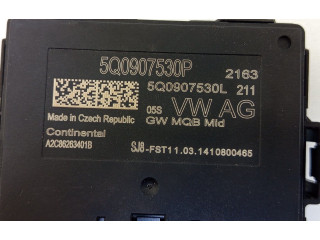 5Q0907530P 2163
5Q0907530L 211
05S VW AG
Made in Czech Republic GW MQB Mid
Continental
A2C86263401B SJ8-FST11.03.1410800465